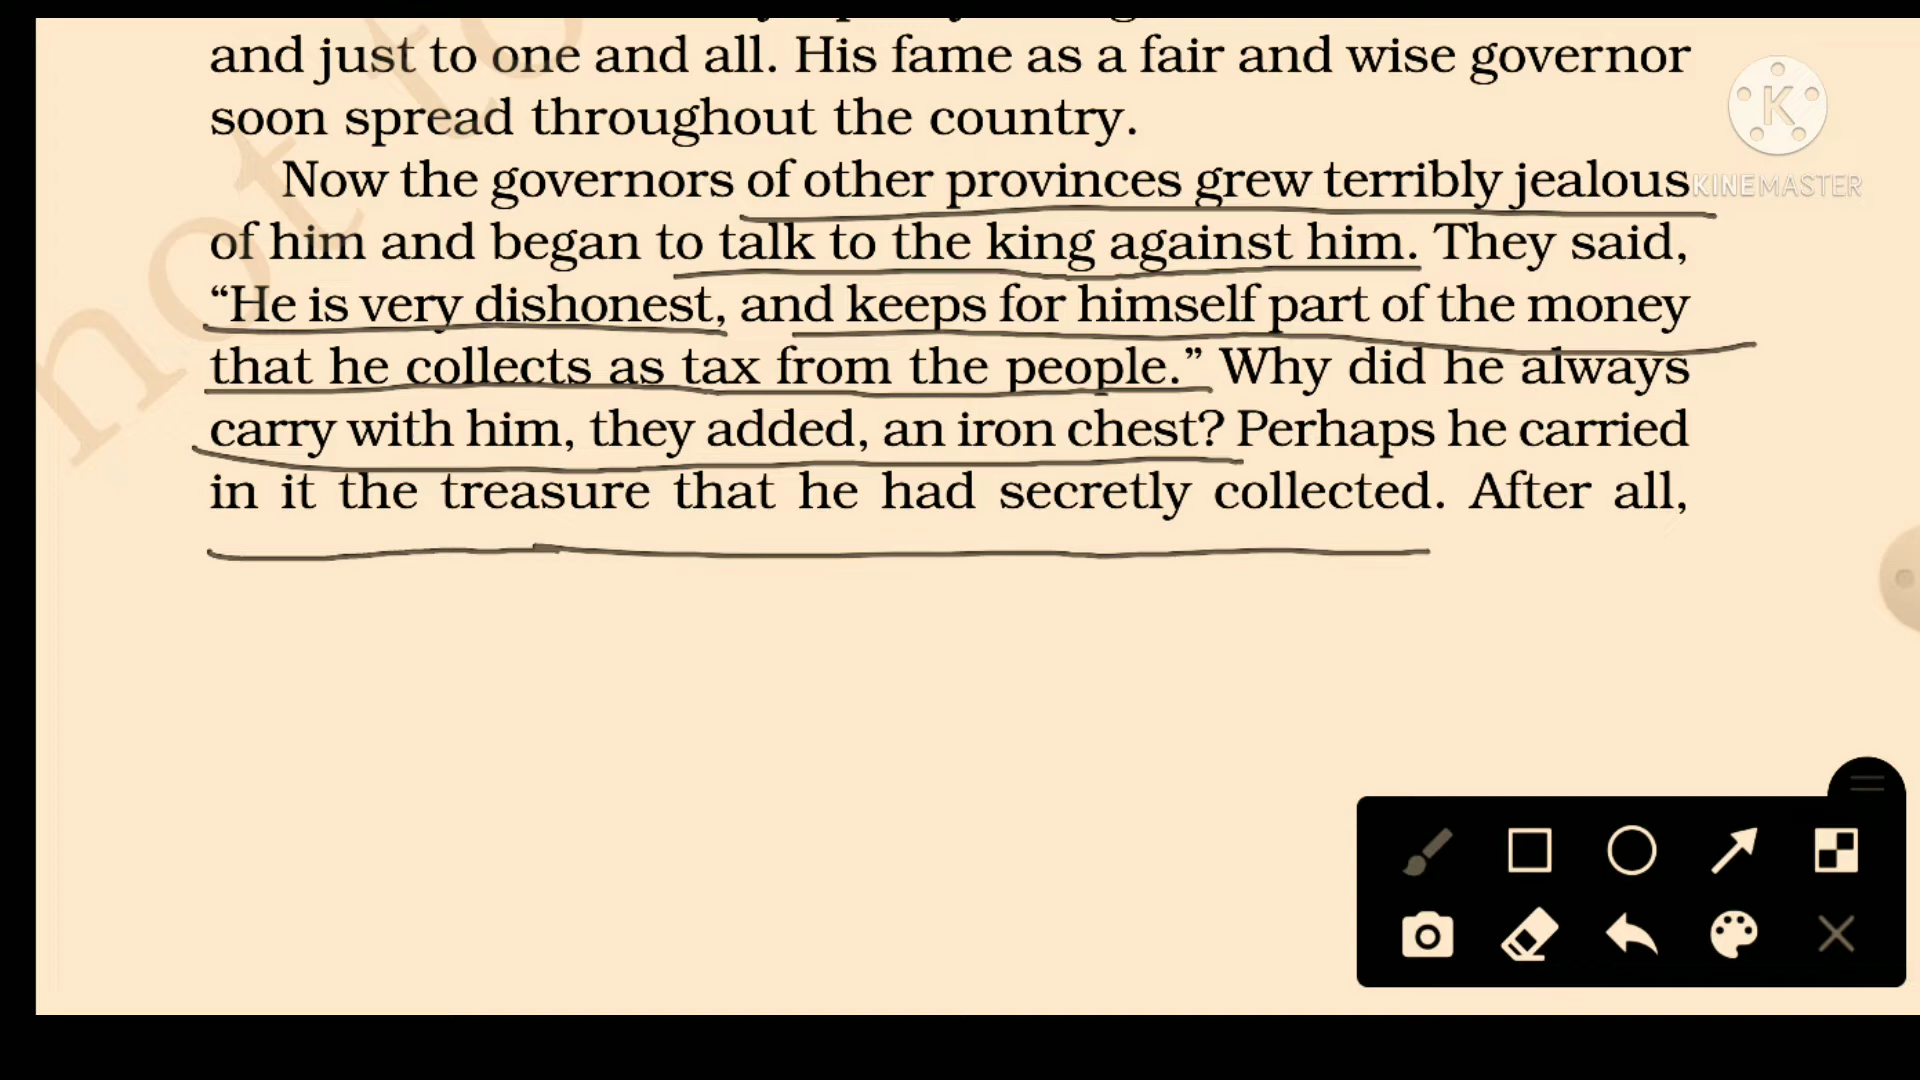 and just to one and all. His fame as a fair and wise governor
soon spread throughout the country.
Now the governors of other provinces grew terribly jealous
of him and began to talk to the king against him. They said,
“He is very dishonest, and keeps for himself part of the money
that he collects as tax from the people.” Why did he always
carry with him, they added, an iron chest? Perhaps he carried
in it the treasure that he had secretly collected. After all,
K
KINEMASTER
not to